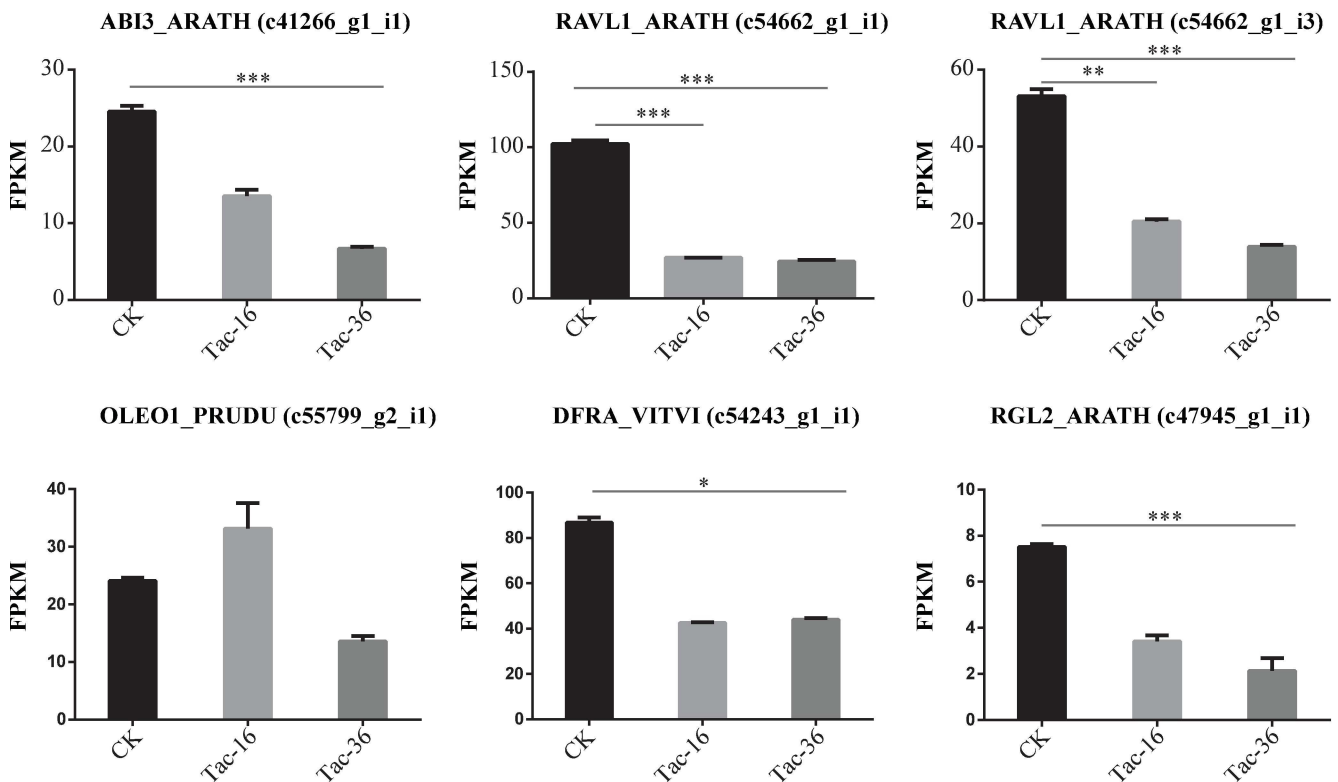 ABI3_ARATH (c41266_g1_i1)
30
20
10
0
FPKM
***
CK
Tac-16
Tac-36
RAVL1_ARATH (c54662_g1_i1)
150
100
50
0
FPKM
***
***
CK
Tac-16
Tac-36
RAVL1_ARATH (c54662_g1_i3)
60
40
20
0
FPKM
***
**
CK
Tac-16
Tac-36
OLEO1_PRUDU (c55799_g2_i1)
40
30
20
10
0
FPKM
CK
Tac-16
Tac-36
DFRA_VITVI (c54243_g1_i1)
100
80
60
40
20
0
FPKM
*
CK
Tac-16
Tac-36
RGL2_ARATH (c47945_g1_i1)
10
8
6
4
2
0
FPKM
***
CK
Tac-16
Tac-36